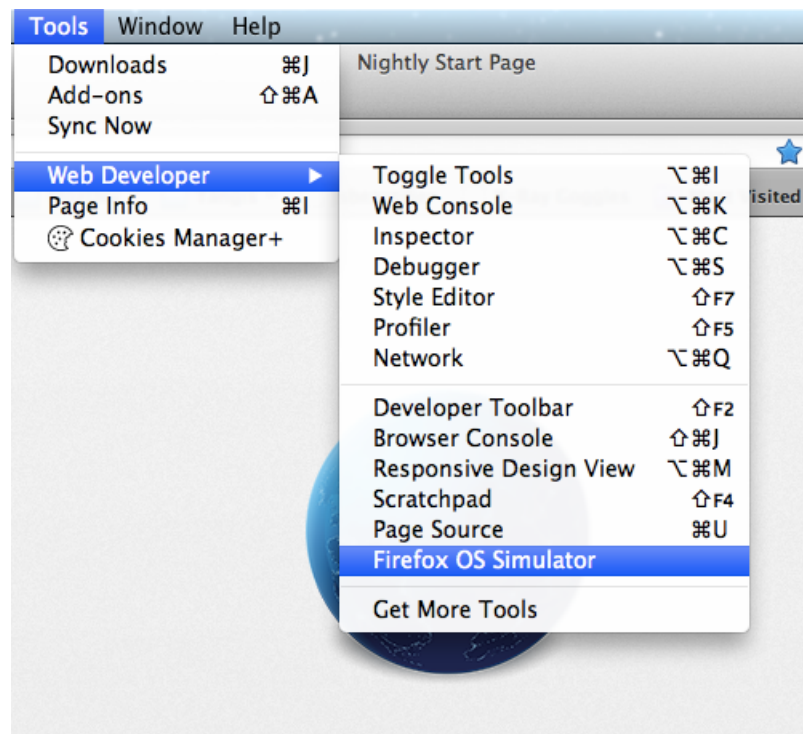 Tools Window Help
Nightly Start Page
Downloads ⌘J
Add-ons ⇧⌘A
Sync Now
Web Developer ▶
Page Info ⌘I
Cookies Manager+
Visited
Toggle Tools ⌥⌘I
Web Console ⌥⌘K
Inspector ⌥⌘C
Debugger ⌥⌘S
Style Editor ⇧F7
Profiler ⇧F5
Network ⌥⌘Q
Developer Toolbar ⇧F2
Browser Console ⇧⌘J
Responsive Design View ⌥⌘M
Scratchpad ⇧F4
Page Source ⌘U
Firefox OS Simulator
Get More Tools